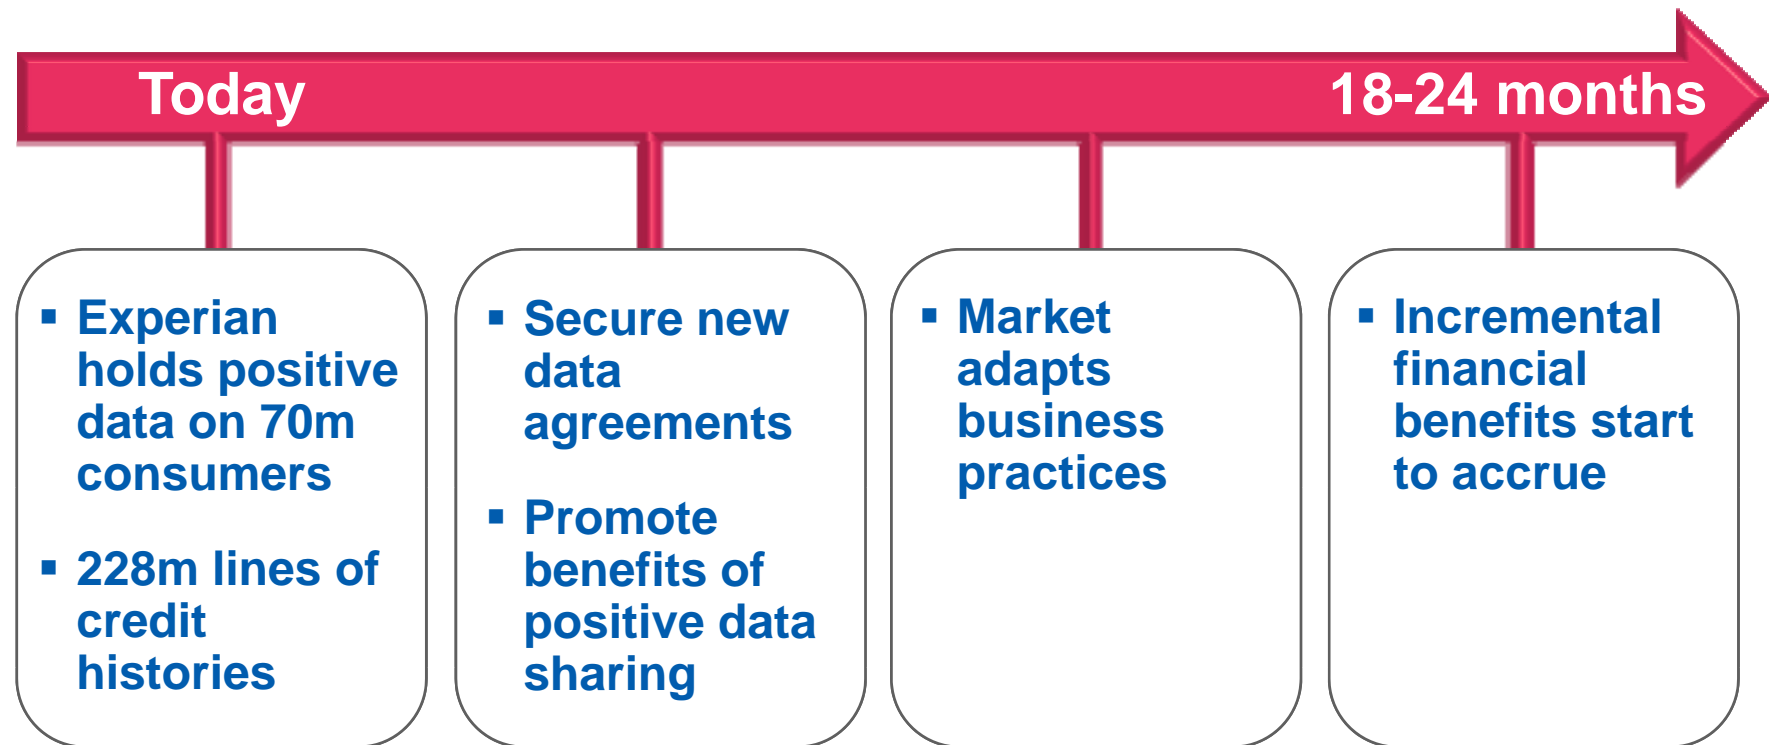 Today
18-24 months
▪ Experian
holds positive
data on 70m
consumers
▪ 228m lines of
credit
histories
▪ Secure new
data
agreements
▪ Promote
benefits of
positive data
sharing
▪ Market
adapts
business
practices
▪ Incremental
financial
benefits start
to accrue